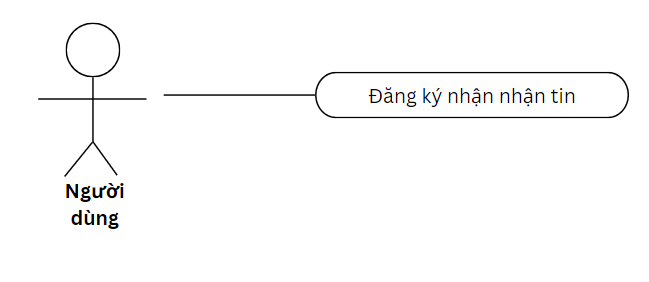 Đăng ký nhận nhận tin
Người
dùng